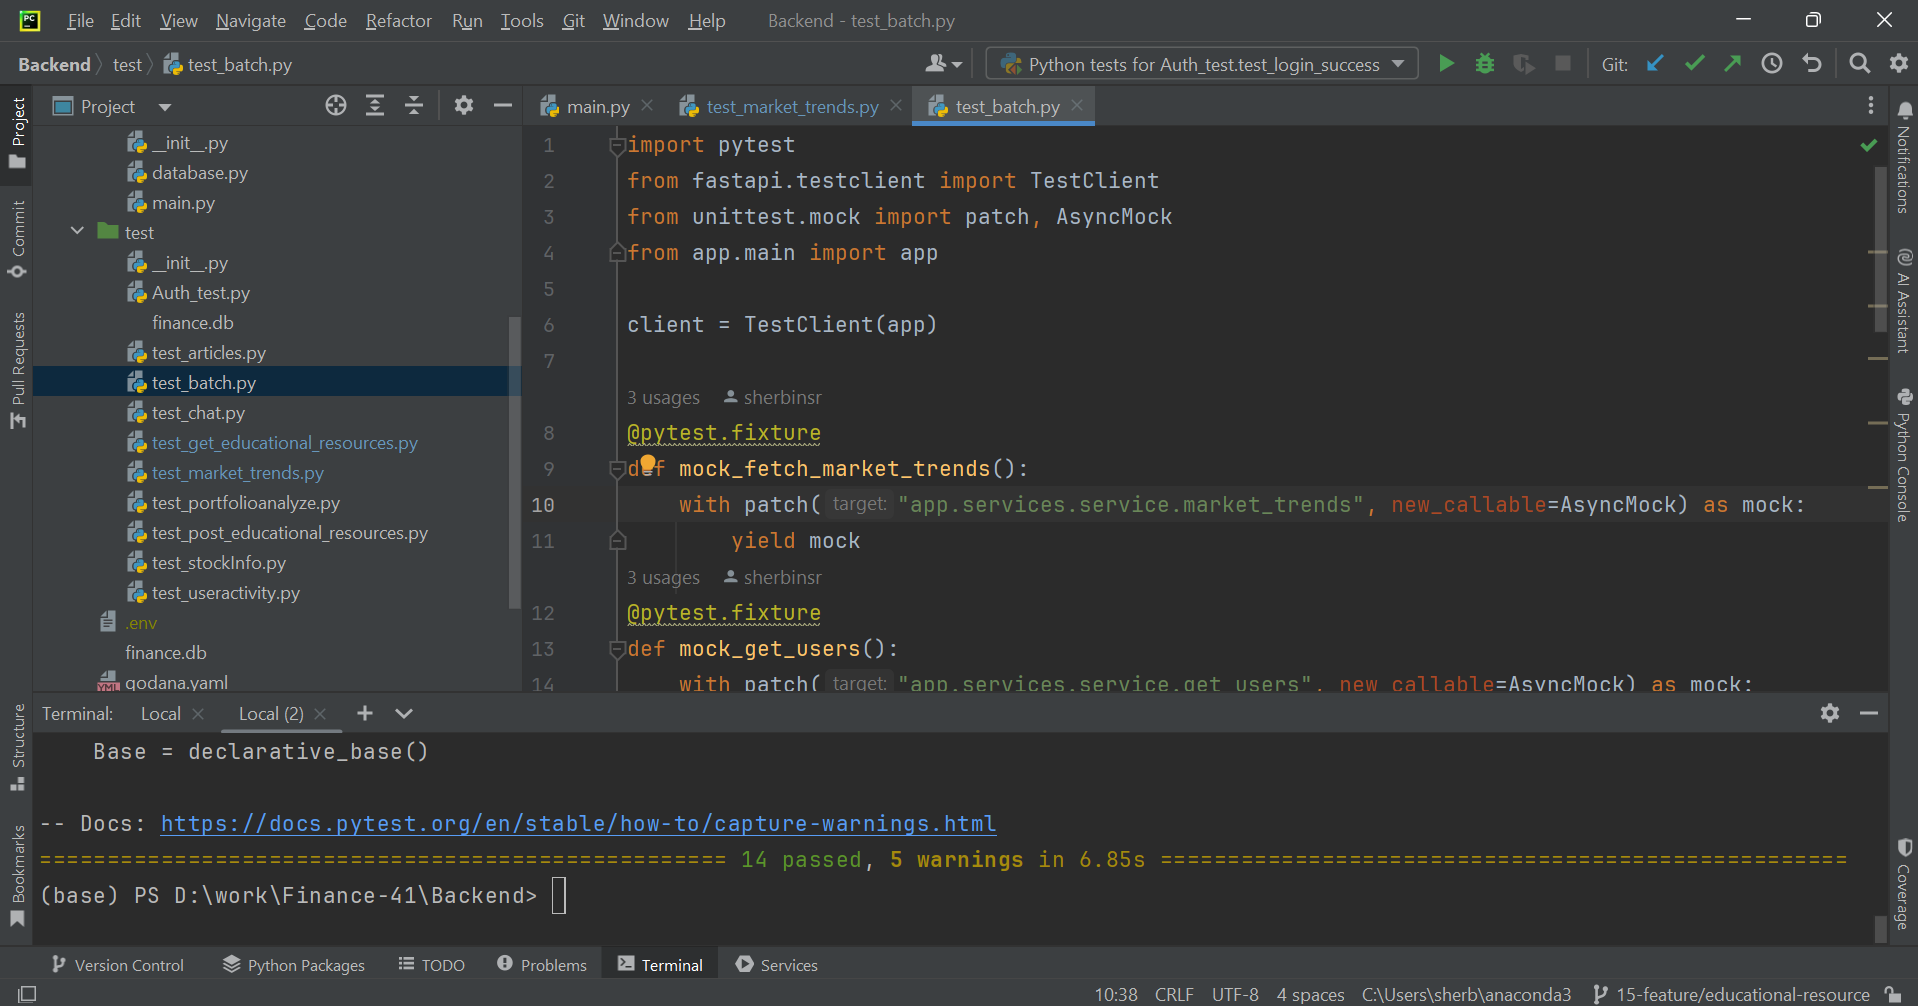 PC
File Edit View Navigate Code Refactor Run Tools Git Window Help Backend - test_batch.py
Backend test test_batch.py
Python tests for Auth_test.test_login_success Git:
Project
main.py test_market_trends.py test_batch.py
Project
Commit
Pull Requests
Structure
Bookmarks
__init__.py
database.py
main.py
test
__init__.py
Auth_test.py
finance.db
test_articles.py
test_batch.py
test_chat.py
test_get_educational_resources.py
test_market_trends.py
test_portfolioanalyze.py
test_post_educational_resources.py
test_stockInfo.py
test_useractivity.py
.env
finance.db
qodana.yaml
1 import pytest
2 from fastapi.testclient import TestClient
3 from unittest.mock import patch, AsyncMock
4 from app.main import app
5
6 client = TestClient(app)
7
3 usages sherbinsr
8 @pytest.fixture
9 def mock_fetch_market_trends():
10 with patch( target: "app.services.service.market_trends", new_callable=AsyncMock) as mock:
11 yield mock
3 usages sherbinsr
12 @pytest.fixture
13 def mock_get_users():
14 with patch( target: "app.services.service.get_users", new_callable=AsyncMock) as mock:
Notifications
AI Assistant
Python Console
Coverage
Terminal: Local Local (2)
Base = declarative_base()
-- Docs: https://docs.pytest.org/en/stable/how-to/capture-warnings.html
=================================================== 14 passed, 5 warnings in 6.85s ===================================================
(base) PS D:\work\Finance-41\Backend>
Version Control Python Packages TODO Problems Terminal Services
10:38 CRLF UTF-8 4 spaces C:\Users\sherb\anaconda3 15-feature/educational-resource